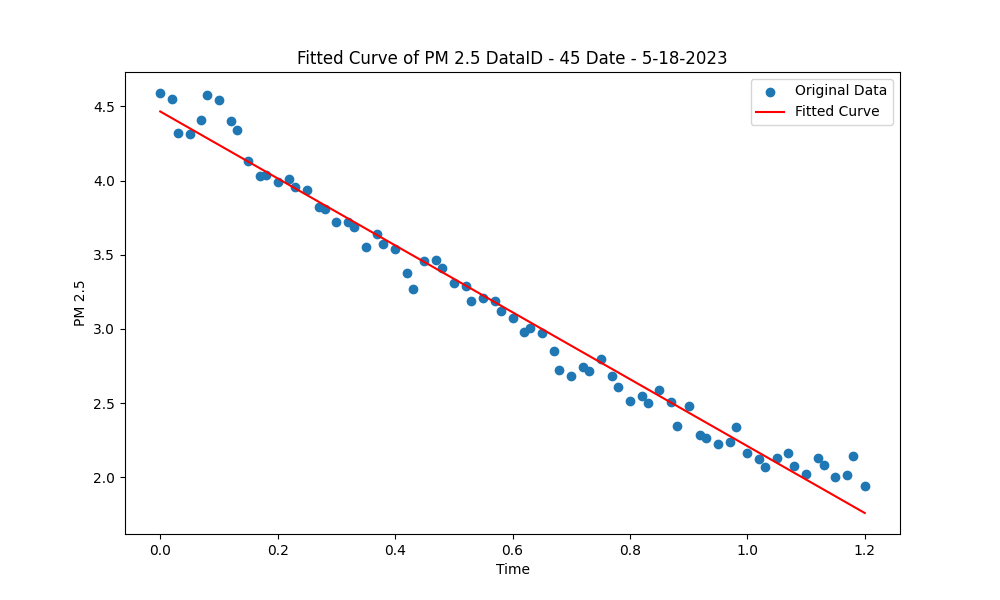 Fitted Curve of PM 2.5 DataID - 45 Date - 5-18-2023
Original Data
Fitted Curve
4.5
4.0
3.5
3.0
2.5
2.0
PM 2.5
0.0 0.2 0.4 0.6 0.8 1.0 1.2
Time